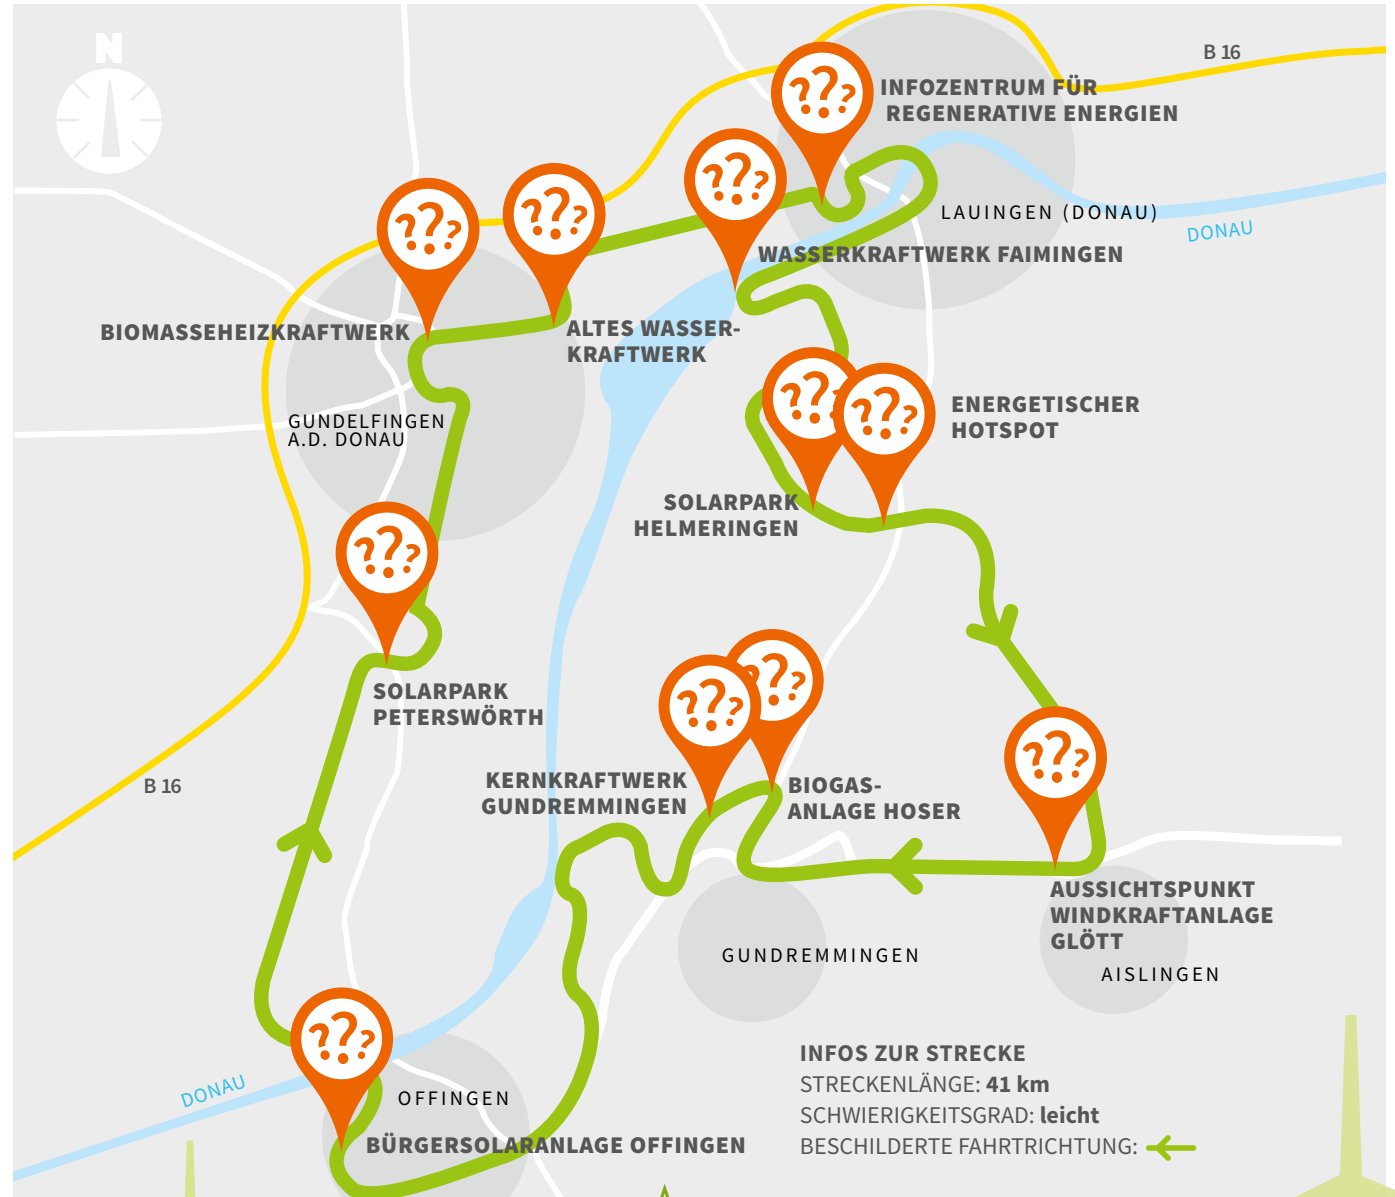 N
B 16
INFOZENTRUM FÜR
REGENERATIVE ENERGIEN
???
???
???
???
LAUINGEN (DONAU)
DONAU
WASSERKRAFTWERK FAIMINGEN
BIOMASSEHEIZKRAFTWERK
ALTES WASSER-
KRAFTWERK
GUNDELFINGEN
A.D. DONAU
???
???
ENERGETISCHER
HOTSPOT
SOLARPARK
HELMERINGEN
???
SOLARPARK
PETERSWÖRTH
???
???
???
B 16
KERNKRAFTWERK
GUNDREMMINGEN
BIOGAS-
ANLAGE HOSER
AUSSICHTSPUNKT
WINDKRAFTANLAGE
GLÖTT
GUNDREMMINGEN
AISLINGEN
???
DONAU
OFFINGEN
BÜRGERSOLARANLAGE OFFINGEN
INFOS ZUR STRECKE
STRECKENLÄNGE: 41 km
SCHWIERIGKEITSGRAD: leicht
BESCHILDERTE FAHRTRICHTUNG: